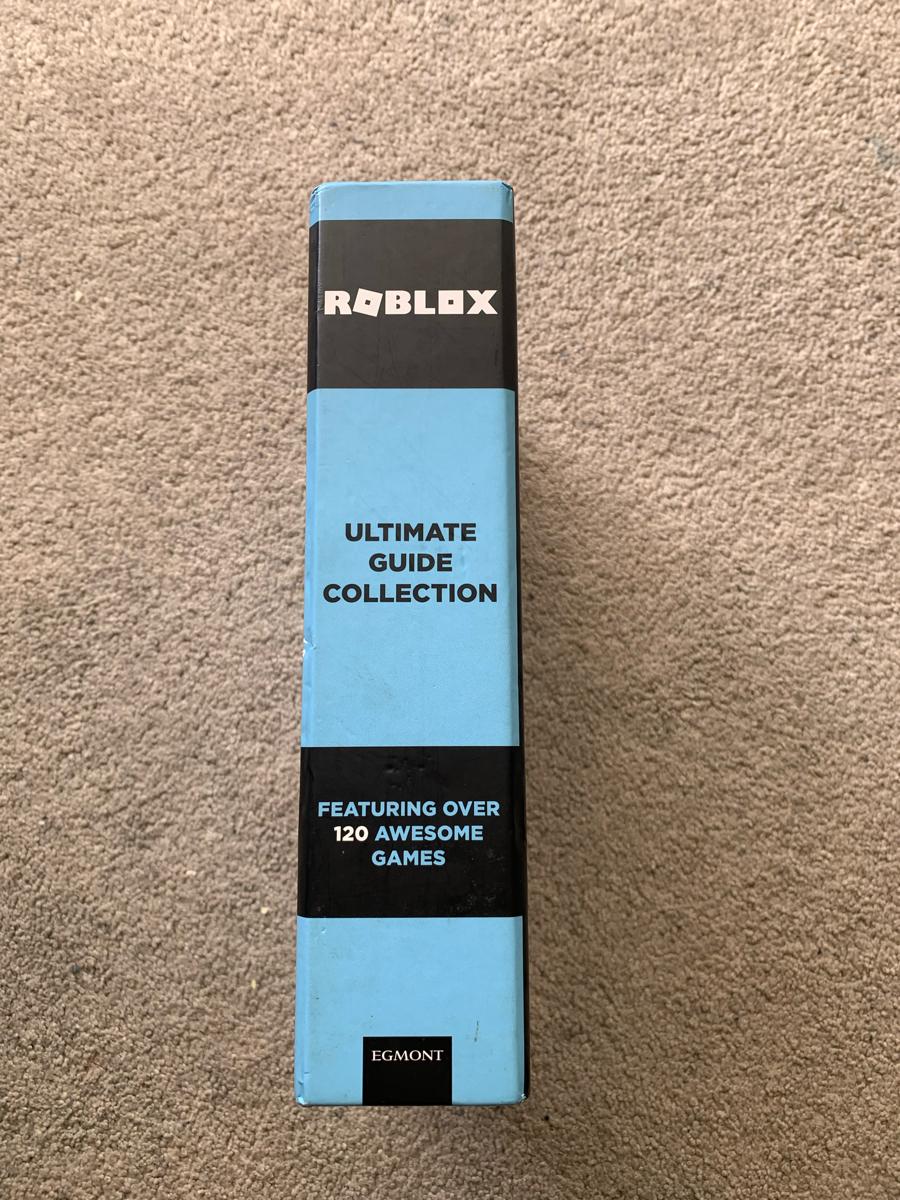 ROBLOX
ULTIMATE
GUIDE
COLLECTION
FEATURING OVER
120 AWESOME
GAMES
EGMONT